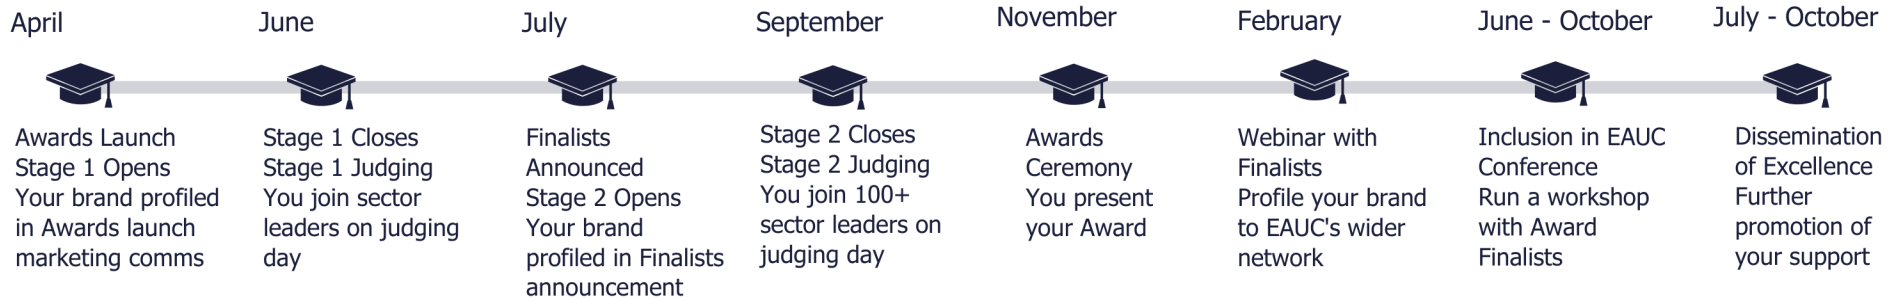 April
Awards Launch
Stage 1 Opens
Your brand profiled
in Awards launch
marketing comms
June
Stage 1 Closes
Stage 1 Judging
You join sector
leaders on judging
day
July
Finalists
Announced
Stage 2 Opens
Your brand
profiled in Finalists
announcement
September
Stage 2 Closes
Stage 2 Judging
You join 100+
sector leaders on
judging day
November
Awards
Ceremony
You present
your Award
February
Webinar with
Finalists
Profile your brand
to EAUC's wider
network
June - October
Inclusion in EAUC
Conference
Run a workshop
with Award
Finalists
July - October
Dissemination
of Excellence
Further
promotion of
your support